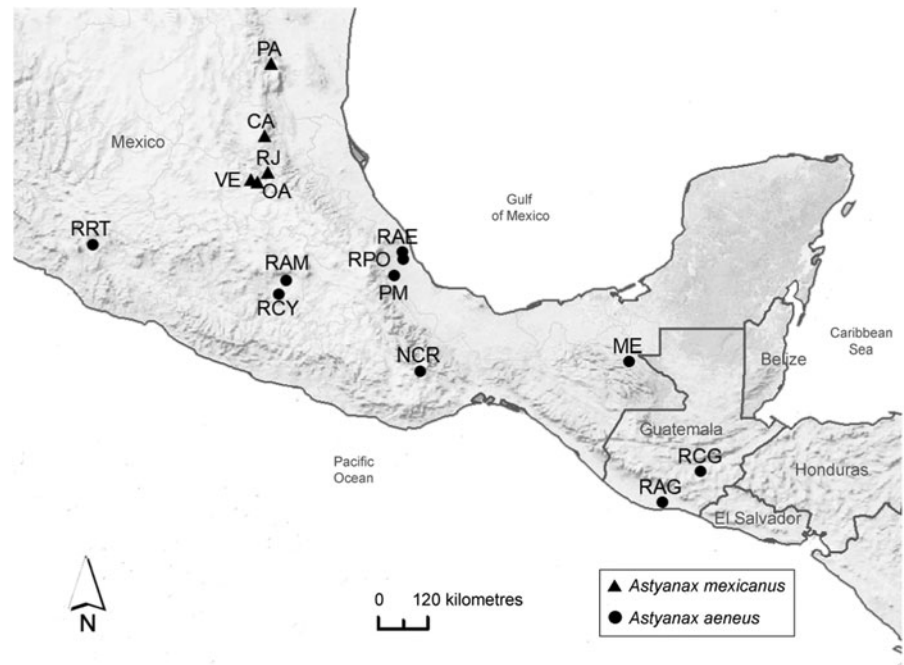 PA
CA
Mexico
RJ
VE
OA
Gulf
of Mexico
RRT
RAE
RPO
RAM
PM
RCY
Caribbean
Sea
ME
Belize
NCR
Guatemala
Pacific
Ocean
RCG
Honduras
RAG
El Salvador
N
0 120 kilometres
Astyanax mexicanus
Astyanax aeneus